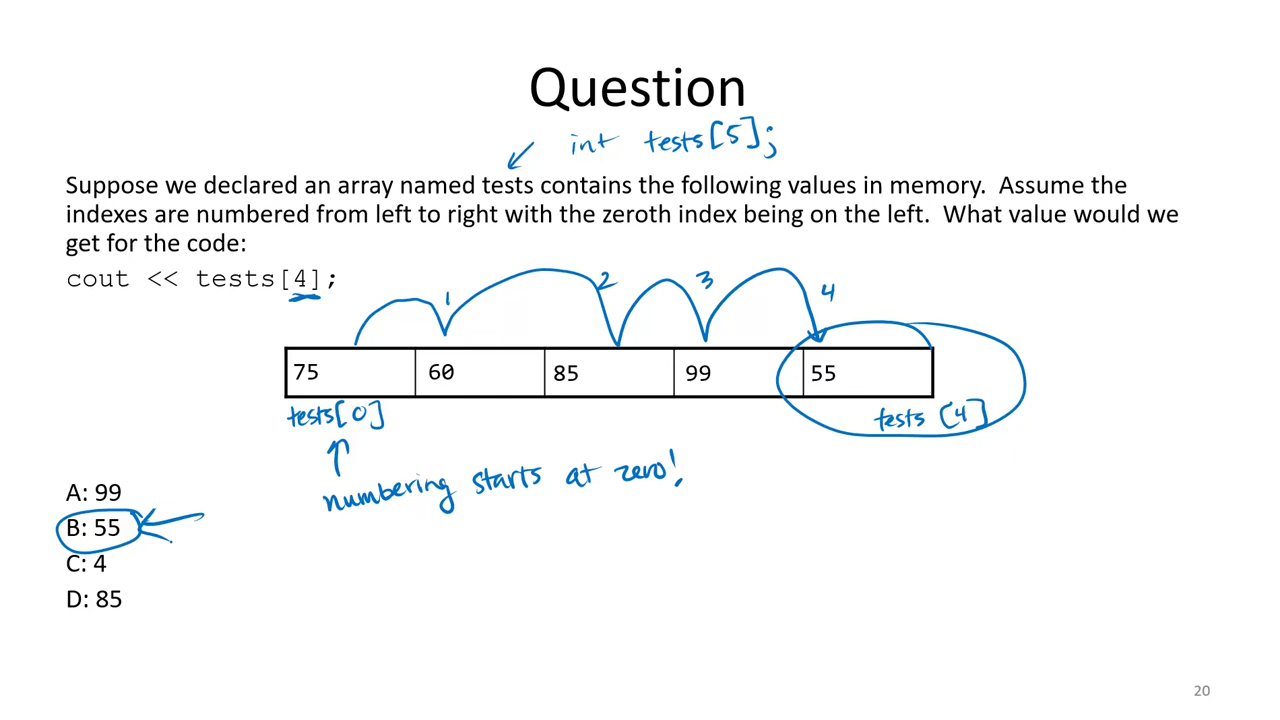 Question
int tests[5];
Suppose we declared an array named tests contains the following values in memory. Assume the
indexes are numbered from left to right with the zeroth index being on the left. What value would we
get for the code:
cout << tests[4];
1 2 3 4
75 60 85 99 55
tests[0] tests [4]
numbering starts at zero!
A: 99
B: 55
C: 4
D: 85
20